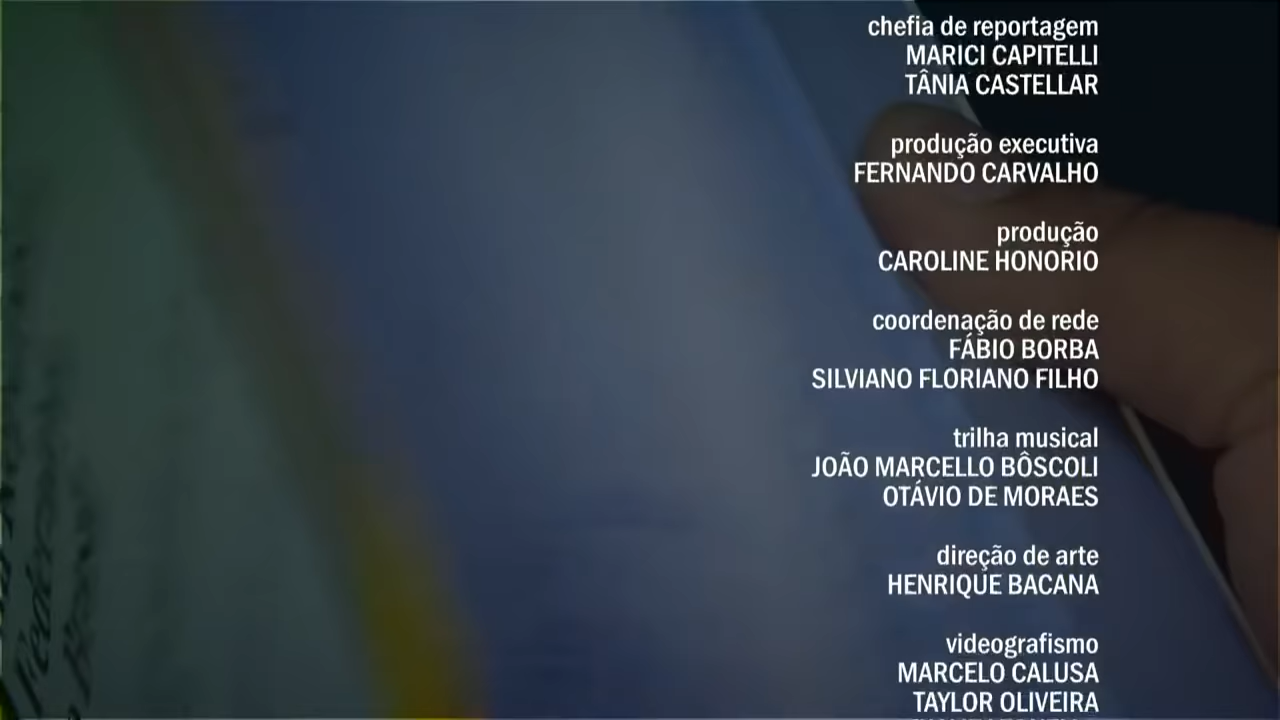 chefia de reportagem
MARICI CAPITELLI
TÂNIA CASTELLAR
produção executiva
FERNANDO CARVALHO
produção
CAROLINE HONORIO
coordenação de rede
FÁBIO BORBA
SILVIANO FLORIANO FILHO
trilha musical
JOÃO MARCELLO BÔSCOLI
OTÁVIO DE MORAES
direção de arte
HENRIQUE BACANA
videografismo
MARCELO CALUSA
TAYLOR OLIVEIRA